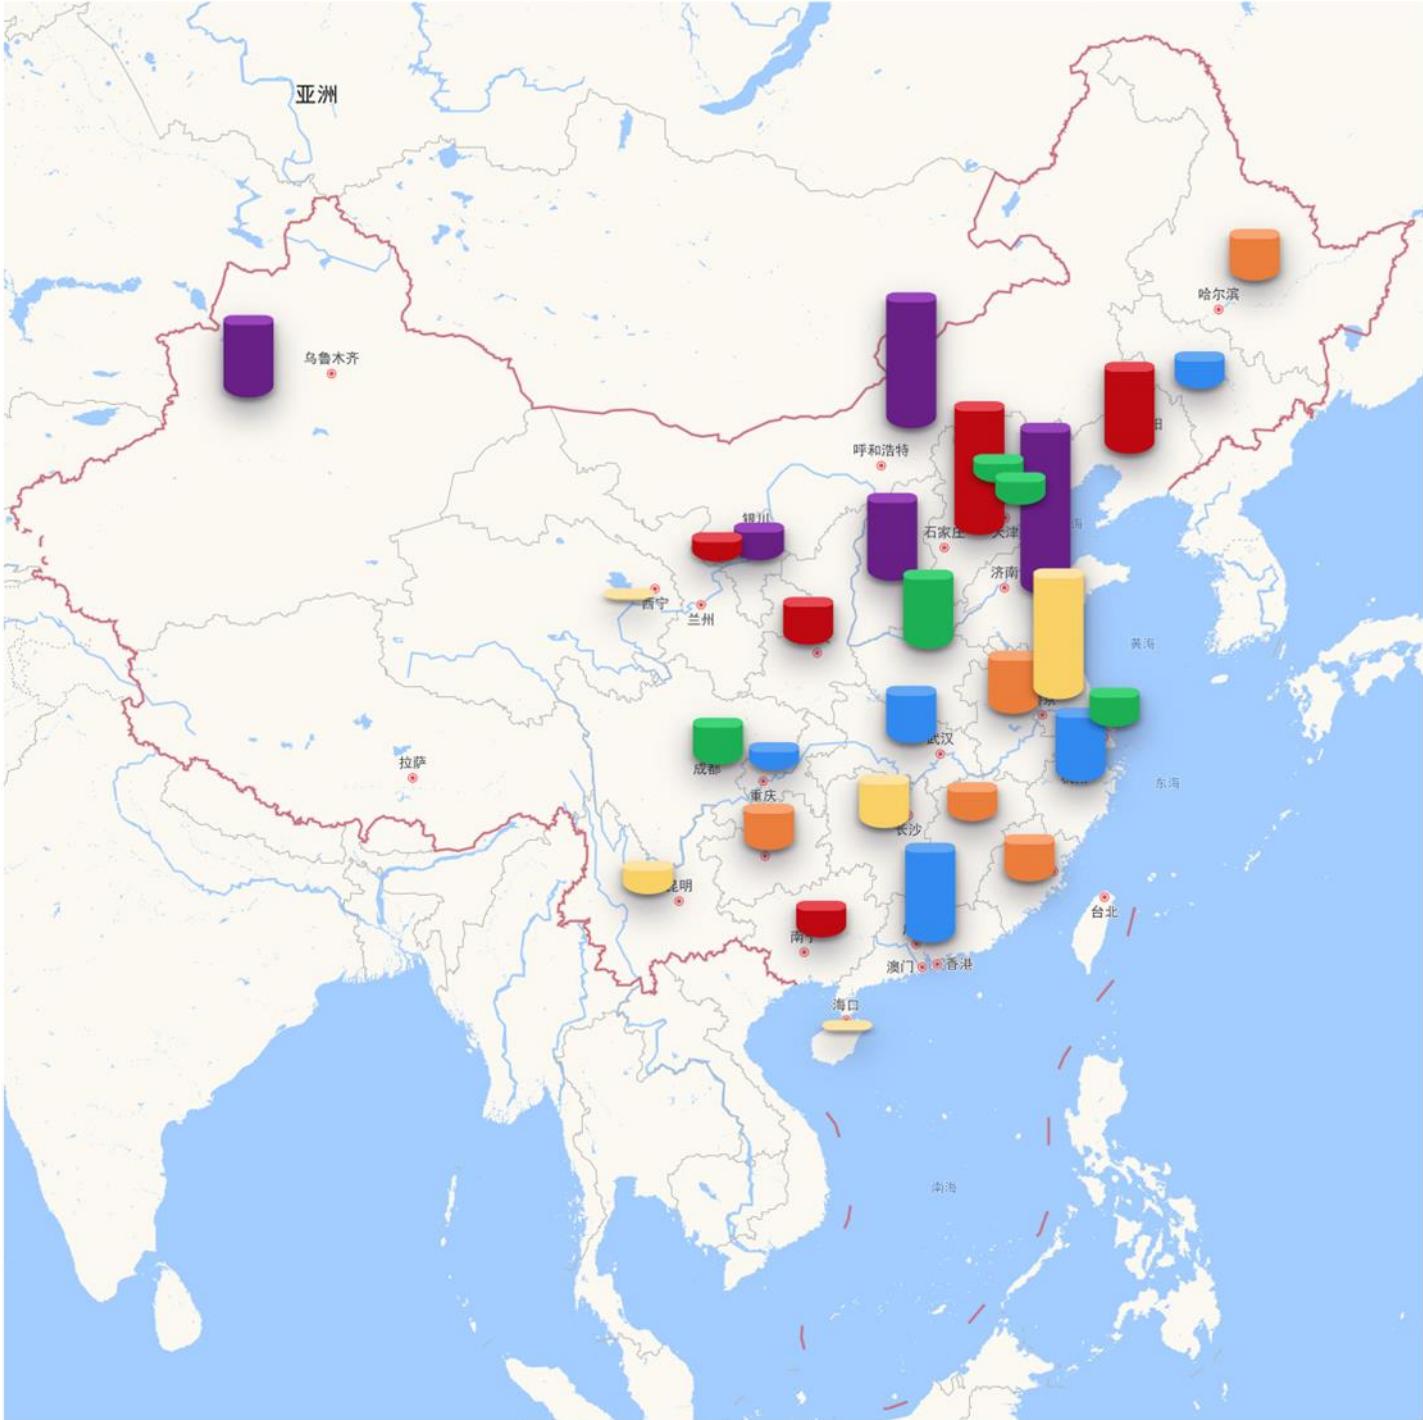 亚洲
哈尔滨
乌鲁木齐
呼和浩特
银川
石家庄
天津
济南
西宁
兰州
黄海
武汉
拉萨
成都
东海
重庆
长沙
昆明
台北
南宁
澳门
香港
海口
南海